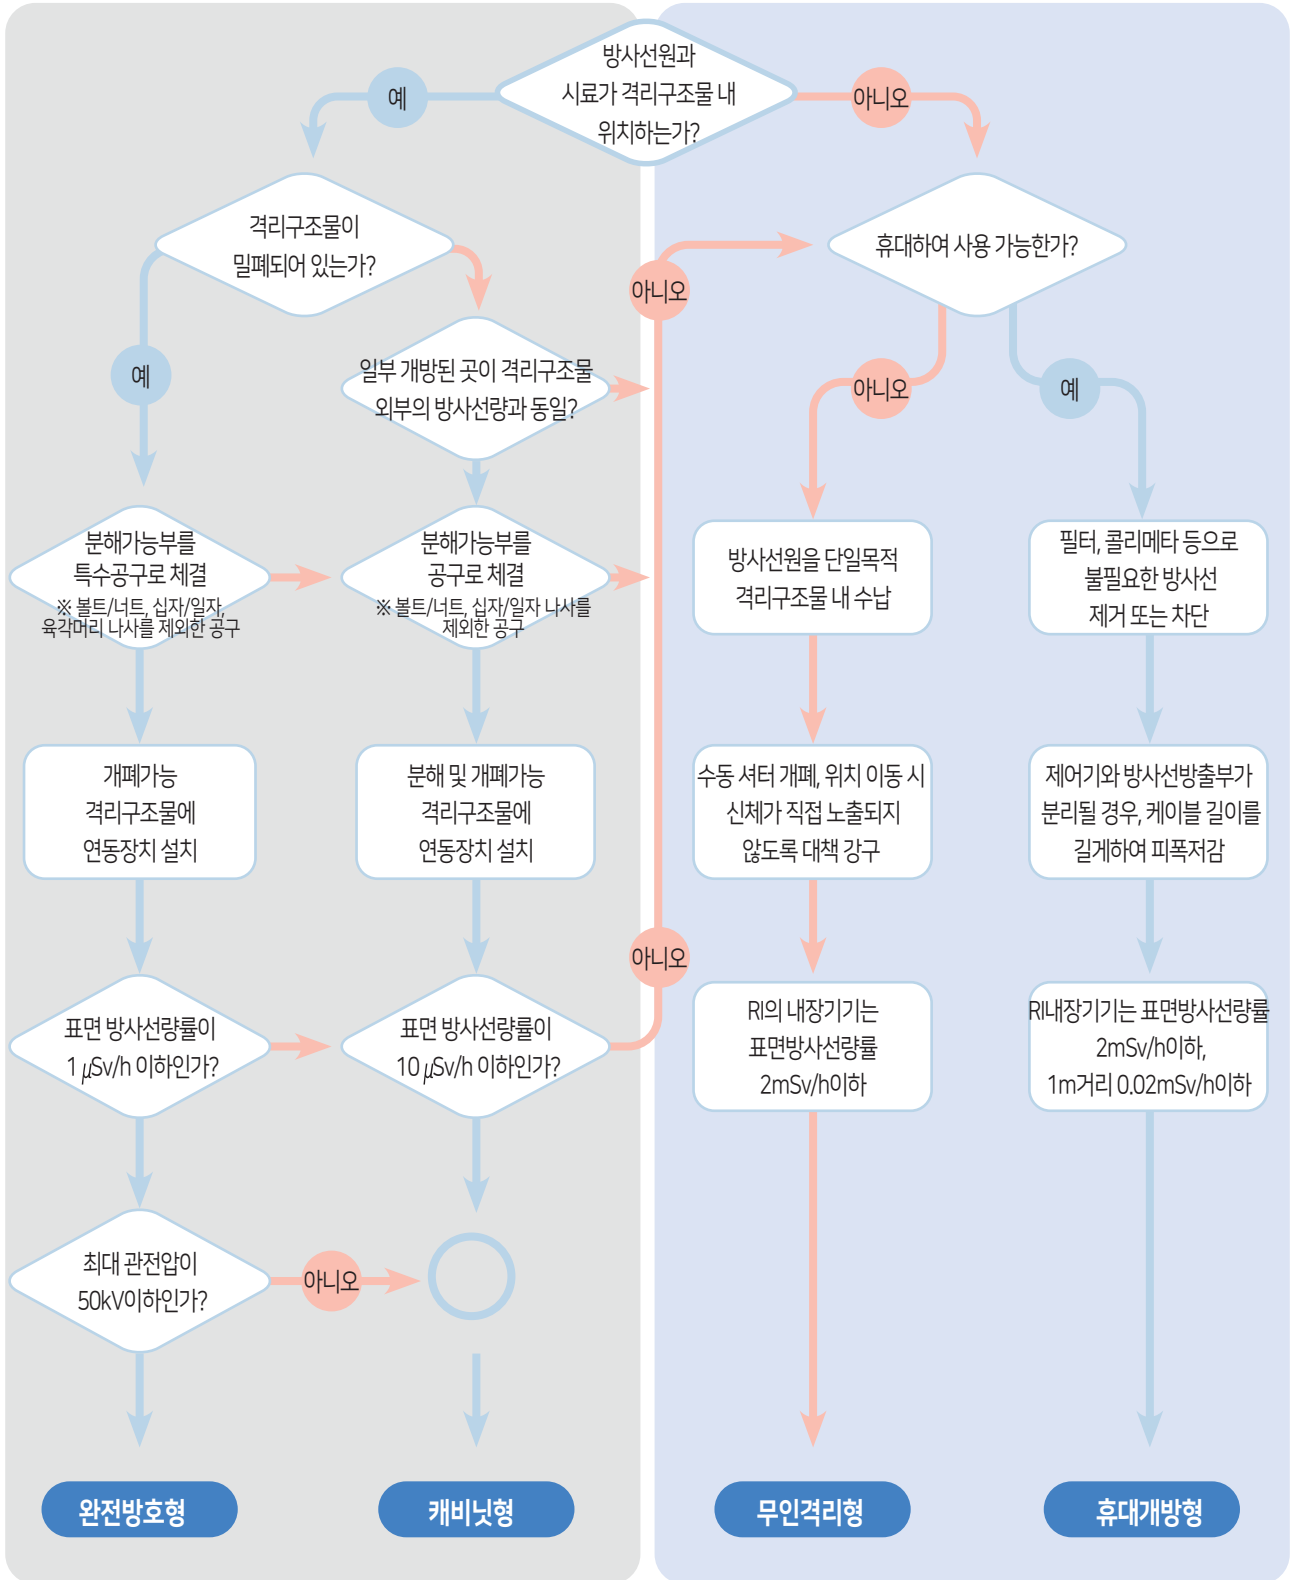 방사선원과
시료가 격리구조물 내
위치하는가?
예
아니오
격리구조물이
밀폐되어 있는가?
휴대하여 사용 가능한가?
아니오
예
일부 개방된 곳이 격리구조물
외부의 방사선량과 동일?
아니오
예
분해가능부를
특수공구로 체결
※ 볼트/너트, 십자/일자,
육각머리 나사를 제외한 공구
분해가능부를
공구로 체결
※ 볼트/너트, 십자/일자 나사를
제외한 공구
방사선원을 단일목적
격리구조물 내 수납
필터, 콜리메타 등으로
불필요한 방사선
제거 또는 차단
개폐가능
격리구조물에
연동장치 설치
분해 및 개폐가능
격리구조물에
연동장치 설치
수동 셔터 개폐, 위치 이동 시
신체가 직접 노출되지
않도록 대책 강구
제어기와 방사선방출부가
분리될 경우, 케이블 길이를
길게하여 피폭저감
아니오
표면 방사선량률이
1 μSv/h 이하인가?
표면 방사선량률이
10 μSv/h 이하인가?
RI의 내장기기는
표면방사선량률
2mSv/h이하
RI내장기기는 표면방사선량률
2mSv/h이하,
1m거리 0.02mSv/h이하
최대 관전압이
50kV이하인가?
아니오
완전방호형
캐비닛형
무인격리형
휴대개방형